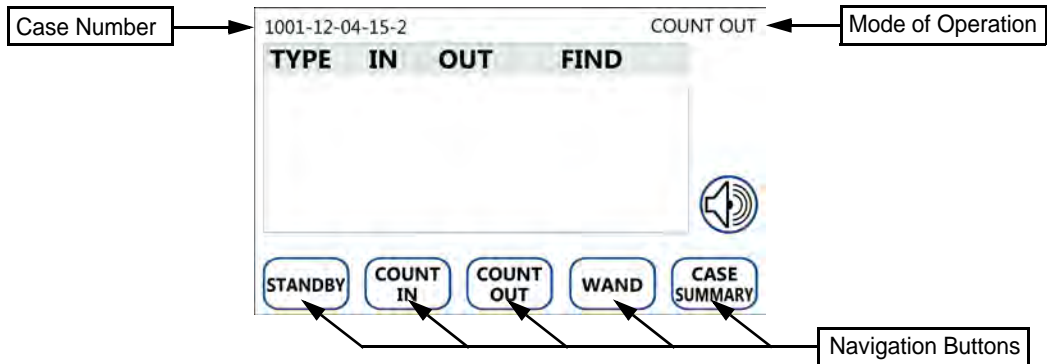 Case Number
1001-12-04-15-2
COUNT OUT
Mode of Operation
TYPE IN OUT FIND
STANDBY
COUNT
IN
COUNT
OUT
WAND
CASE
SUMMARY
Navigation Buttons